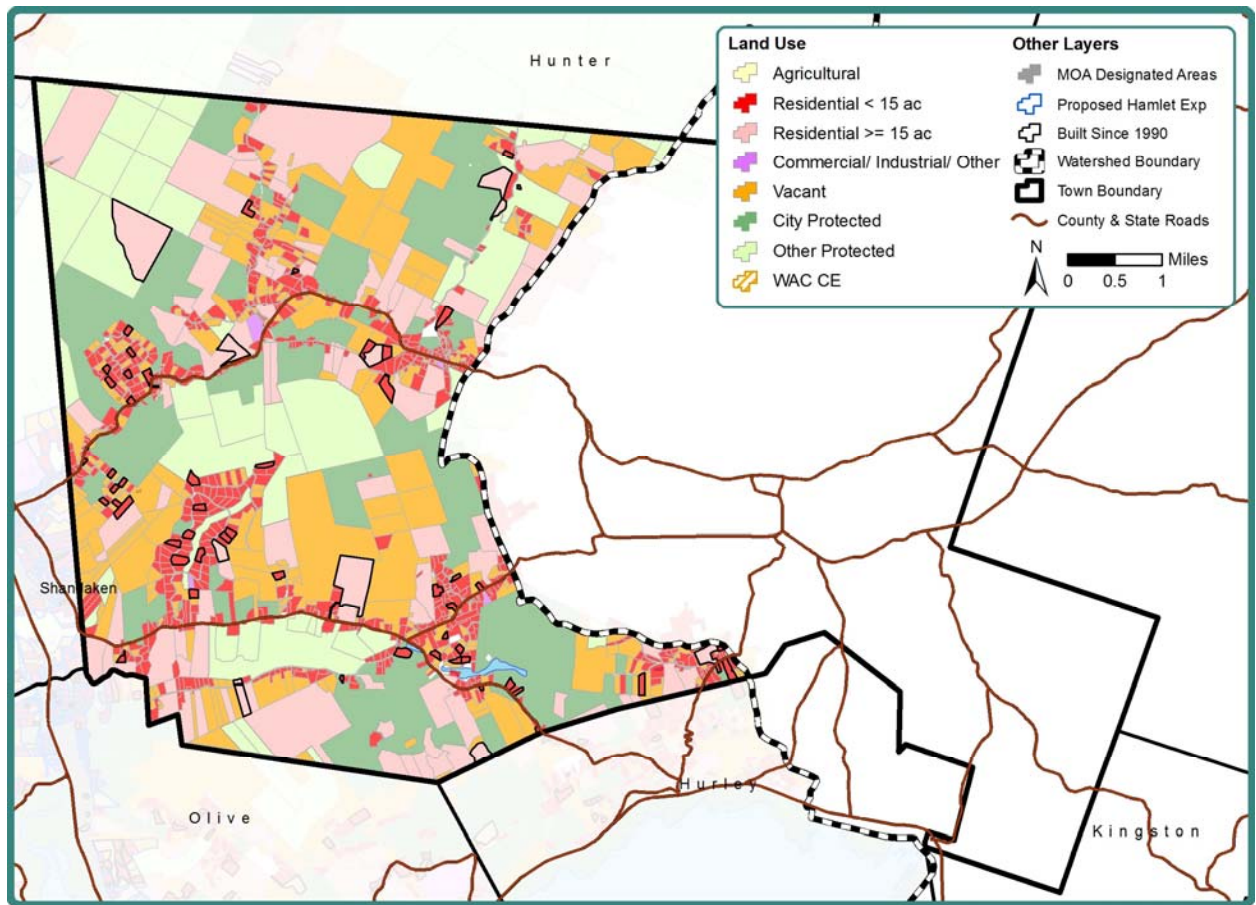 Hunter
Land Use
Agricultural
Residential < 15 ac
Residential >= 15 ac
Commercial/ Industrial/ Other
Vacant
City Protected
Other Protected
WAC CE
Other Layers
MOA Designated Areas
Proposed Hamlet Exp
Built Since 1990
Watershed Boundary
Town Boundary
County & State Roads
N
Miles
0 0.5 1
Shandaken
Hurley
Olive
Kingston